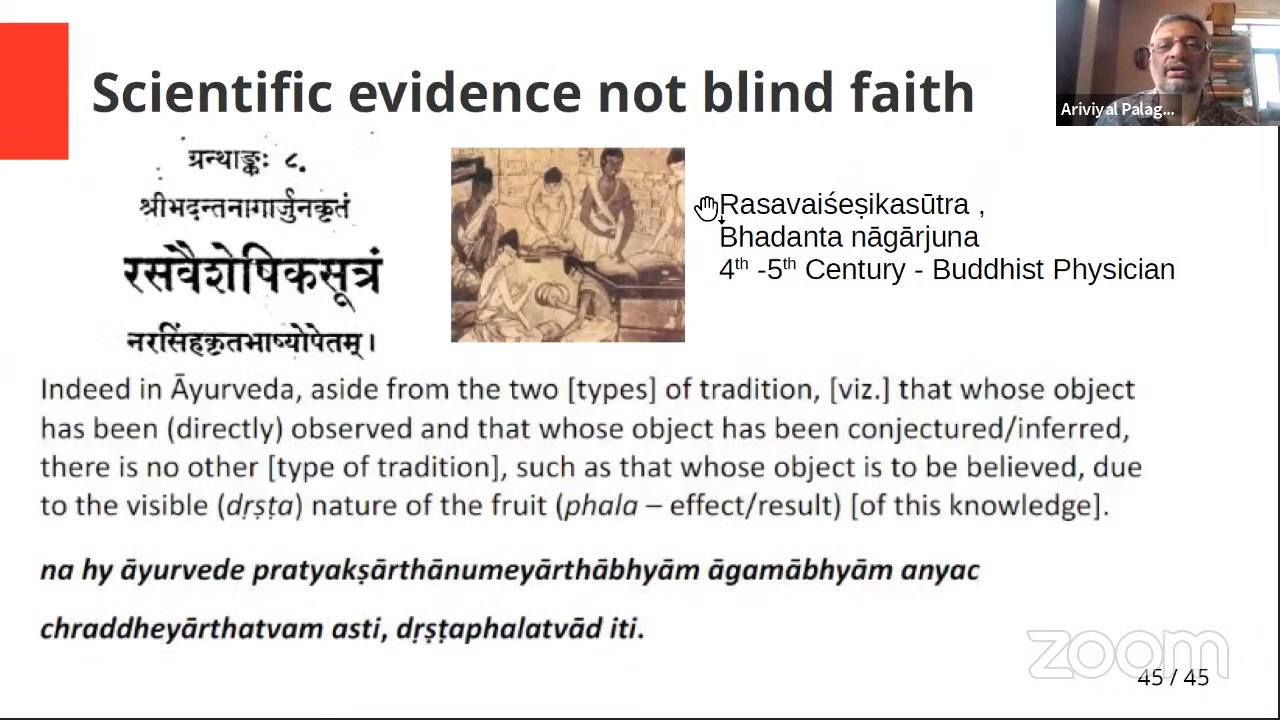 Scientific evidence not blind faith
Ariviyal Palag...
ग्रन्थाङ्कः ८.
श्रीभदन्तनागार्जुनकृतं
रसवैशेषिकसूत्रं
नरसिंहकृतभाष्योपेतम् ।
Rasavaiśeṣikasūtra ,
Bhadanta nāgārjuna
4th -5th Century - Buddhist Physician
Indeed in Āyurveda, aside from the two [types] of tradition, [viz.] that whose object
has been (directly) observed and that whose object has been conjectured/inferred,
there is no other [type of tradition], such as that whose object is to be believed, due
to the visible (dṛṣṭa) nature of the fruit (phala – effect/result) [of this knowledge].
na hy āyurvede pratyakṣārthānumeyārthābhyām āgamābhyām anyac
chraddheyārthatvam asti, dṛṣṭaphalatvād iti.
zoom
45 / 45